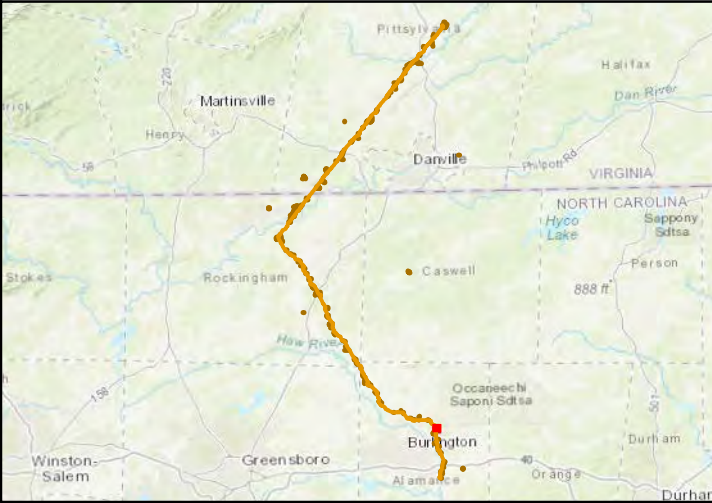 Pittsylvania
Halifax
220
Martinsville
Dan River
Henry
58
Danville
Philpott Rd
VIRGINIA
NORTH CAROLINA
Hyco
Lake
Sappony
Sdtsa
Stokes
Rockingham
Caswell
Person
888 ft
Haw River
158
Occaneechi
Saponi Sdtsa
501
Burlington
Durham
Winston-
Salem
Greensboro
Alamance
40
Orange
Durham